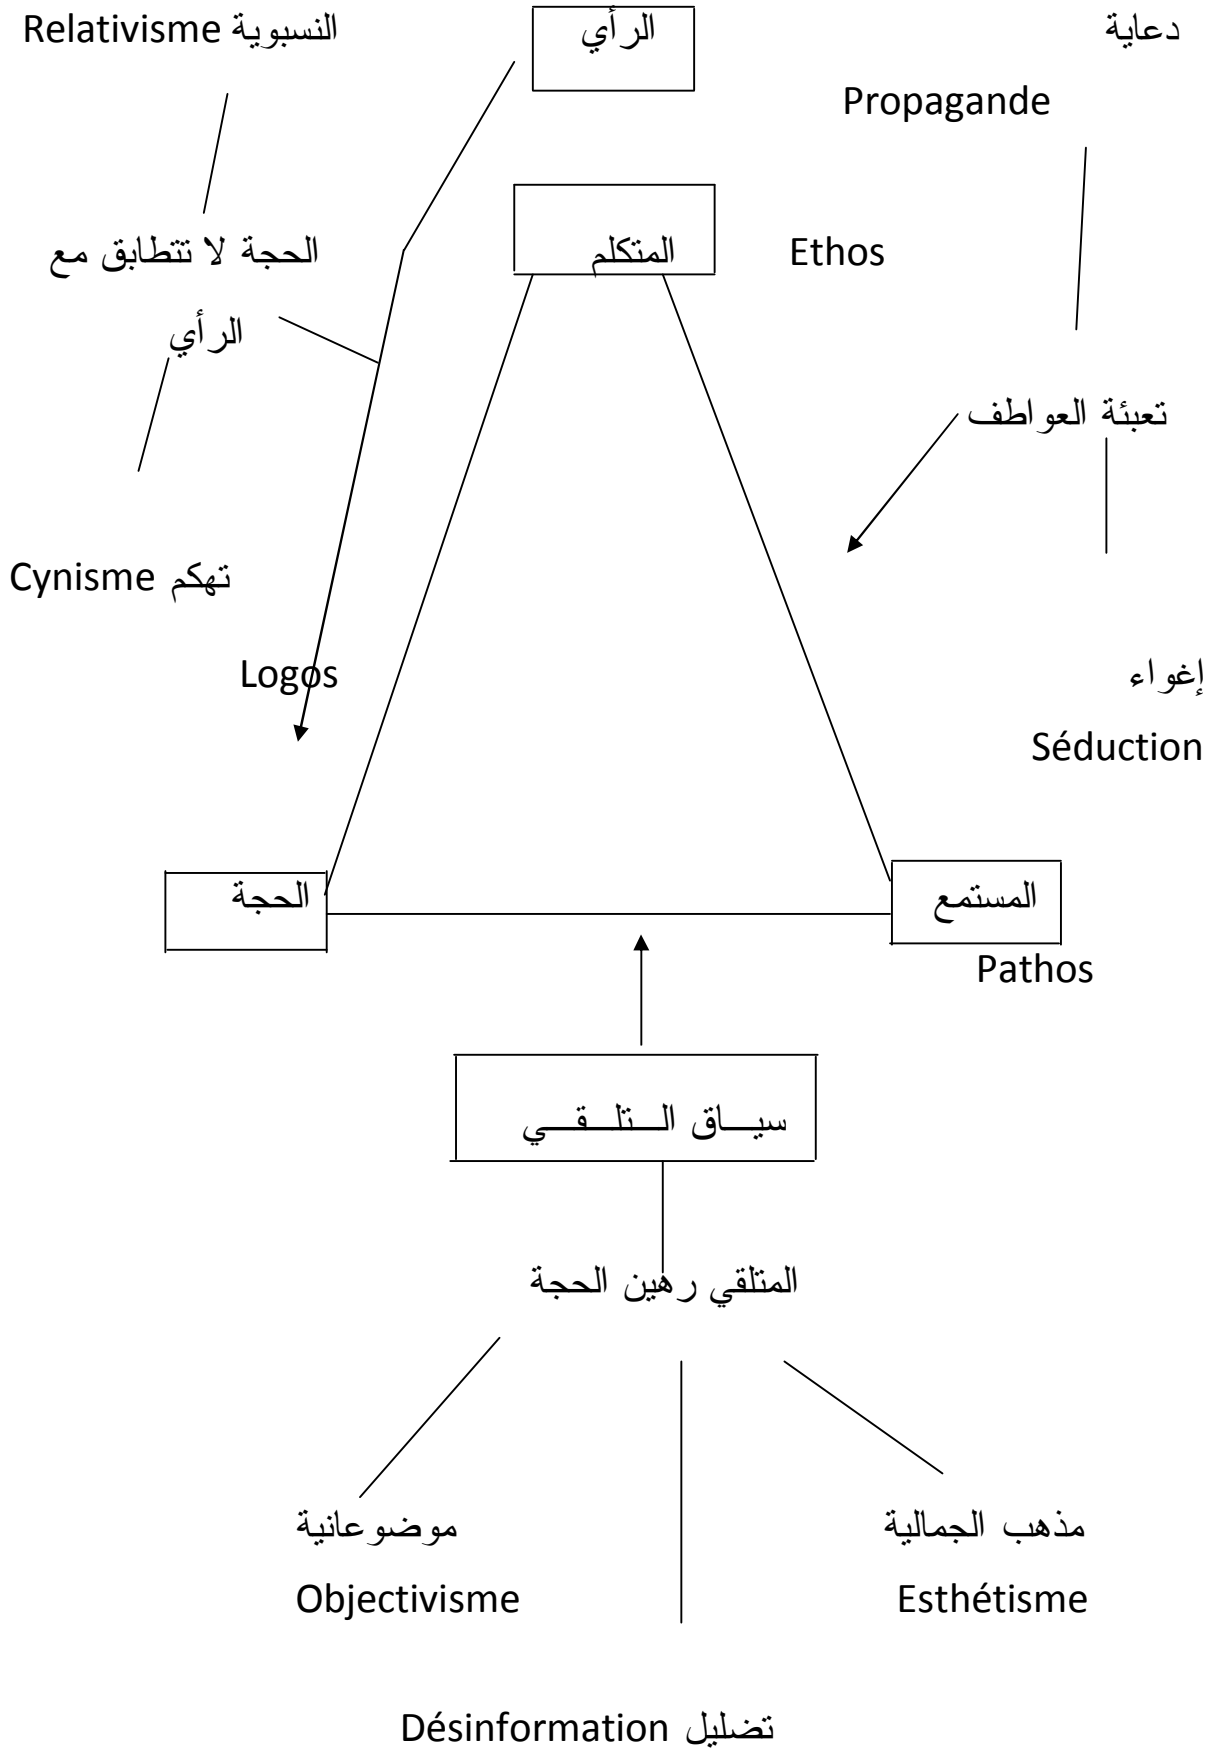 النسبوية Relativisme
الرأي
دعاية
Propagande
المتكلم
Ethos
الحجة لا تتطابق مع
الرأي
تعبئة العواطف
تهكم Cynisme
Logos
إغواء
Séduction
الحجة
المستمع
Pathos
سيـــاق الـــتلـــقـــي
المتلقي رهين الحجة
موضوعانية
Objectivisme
مذهب الجمالية
Esthétisme
تضليل Désinformation